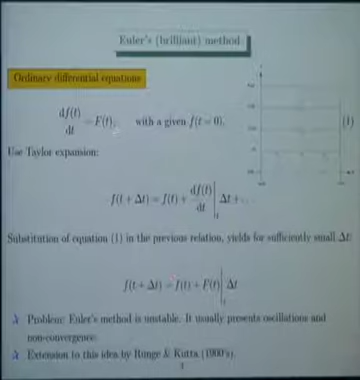 Euler's (brilliant) method
Ordinary differential equations
df(t)/dt = F(t), with a given f(t = 0), (1)
Use Taylor expansion:
f(t + Δt) = f(t) + df(t)/dt|_t Δt + ...
Substitution of equation (1) in the previous relation, yields for sufficiently small Δt:
f(t + Δt) = f(t) + F(t)|_t Δt
Problem: Euler's method is unstable. It usually presents oscillations and
non-convergence.
Extension to this idea by Runge & Kutta (1900's).